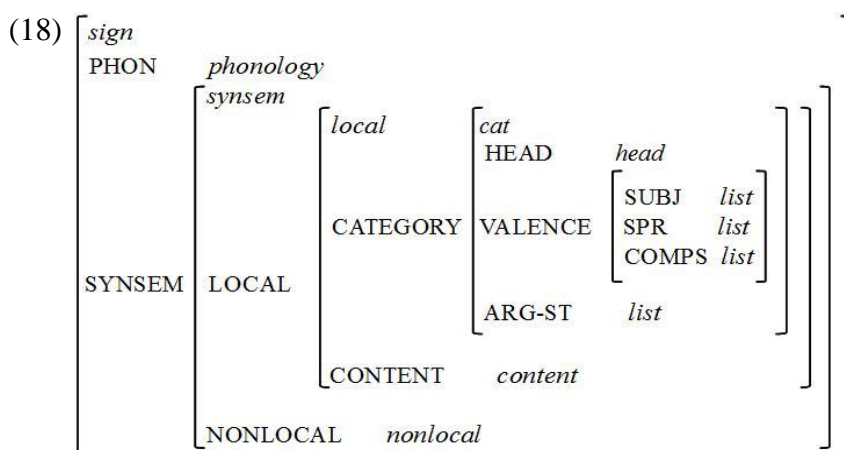 (18) sign
PHON phonology
synsem
local cat
HEAD head
SUBJ list
CATEGORY VALENCE SPR list
COMPS list
SYNSEM LOCAL
ARG-ST list
CONTENT content
NONLOCAL nonlocal